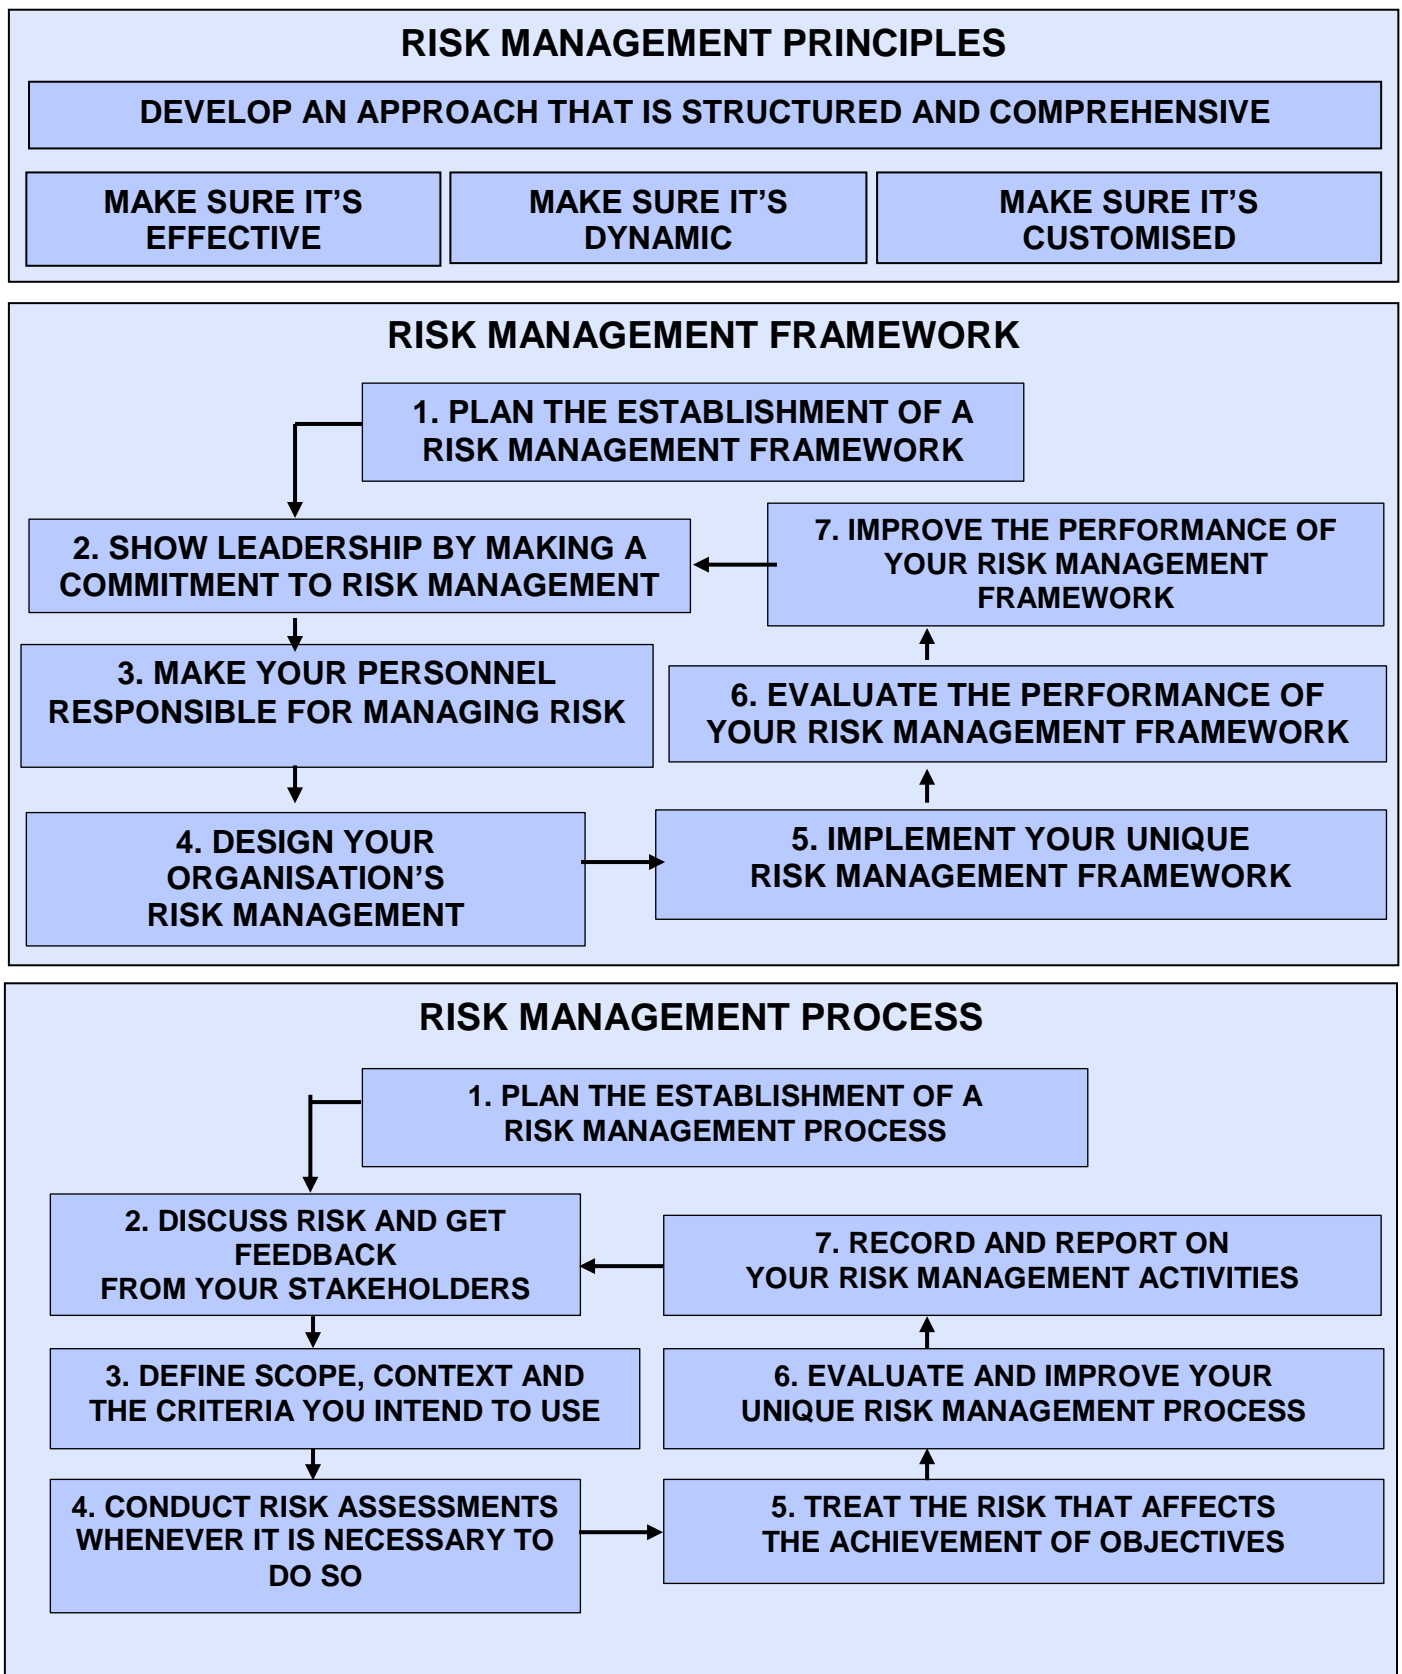 RISK MANAGEMENT PRINCIPLES
DEVELOP AN APPROACH THAT IS STRUCTURED AND COMPREHENSIVE
MAKE SURE IT’S
EFFECTIVE
MAKE SURE IT’S
DYNAMIC
MAKE SURE IT’S
CUSTOMISED
RISK MANAGEMENT FRAMEWORK
1. PLAN THE ESTABLISHMENT OF A
RISK MANAGEMENT FRAMEWORK
2. SHOW LEADERSHIP BY MAKING A
COMMITMENT TO RISK MANAGEMENT
3. MAKE YOUR PERSONNEL
RESPONSIBLE FOR MANAGING RISK
4. DESIGN YOUR
ORGANISATION’S
RISK MANAGEMENT
5. IMPLEMENT YOUR UNIQUE
RISK MANAGEMENT FRAMEWORK
6. EVALUATE THE PERFORMANCE OF
YOUR RISK MANAGEMENT FRAMEWORK
7. IMPROVE THE PERFORMANCE OF
YOUR RISK MANAGEMENT
FRAMEWORK
RISK MANAGEMENT PROCESS
1. PLAN THE ESTABLISHMENT OF A
RISK MANAGEMENT PROCESS
2. DISCUSS RISK AND GET
FEEDBACK
FROM YOUR STAKEHOLDERS
3. DEFINE SCOPE, CONTEXT AND
THE CRITERIA YOU INTEND TO USE
4. CONDUCT RISK ASSESSMENTS
WHENEVER IT IS NECESSARY TO
DO SO
5. TREAT THE RISK THAT AFFECTS
THE ACHIEVEMENT OF OBJECTIVES
6. EVALUATE AND IMPROVE YOUR
UNIQUE RISK MANAGEMENT PROCESS
7. RECORD AND REPORT ON
YOUR RISK MANAGEMENT ACTIVITIES